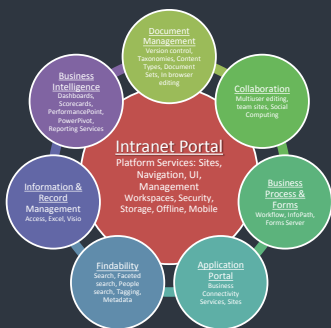 Document
Management
Version control,
Taxonomies, Content
Types, Document
Sets, In browser
editing
Collaboration
Multiuser editing,
team sites, Social
Computing
Business
Process &
Forms
Workflow, InfoPath,
Forms Server
Application
Portal
Business
Connectivity
Services, Sites
Findability
Search, Faceted
search, People
search, Tagging,
Metadata
Information &
Record
Management
Access, Excel, Visio
Business
Intelligence
Dashboards,
Scorecards,
PerformancePoint,
PowerPivot,
Reporting Services
Intranet Portal
Platform Services: Sites,
Navigation, UI,
Management
Workspaces, Security,
Storage, Offline, Mobile